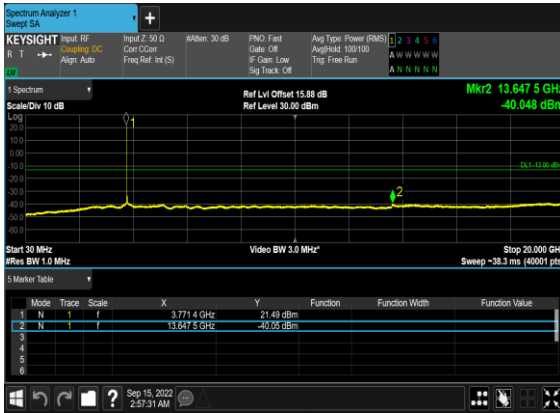 Spectrum Analyzer 1
Swept SA
+
KEYSIGHT Input: RF Input Z: 50 Ω #Atten: 30 dB PNO: Fast Avg Type: Power (RMS) 1 2 3 4 5 6
R T Coupling: DC Corr CCorr Gate: Off Avg|Hold: 100/100 A W W W W W
Align: Auto Freq Ref: Int (S) IF Gain: Low Trig: Free Run
Sig Track: Off A N N N N N
1 Spectrum
Ref Lvl Offset 15.88 dB Mkr2 13.647 5 GHz
Scale/Div 10 dB Ref Level 30.00 dBm -40.048 dBm
Log
20.0
10.0
0.00
-10.0
-20.0
-30.0
-40.0
-50.0
-60.0
1
DL1 -13.00 dBm
2
Start 30 MHz Video BW 3.0 MHz* Stop 20.000 GH
#Res BW 1.0 MHz Sweep ~38.3 ms (40001 pts
5 Marker Table
Mode Trace Scale X Y Function Function Width Function Value
1 N 1 f 3.771 4 GHz 21.49 dBm
2 N 1 f 13.647 5 GHz -40.05 dBm
3
4
5
6
? Sep 15, 2022
2:57:31 AM